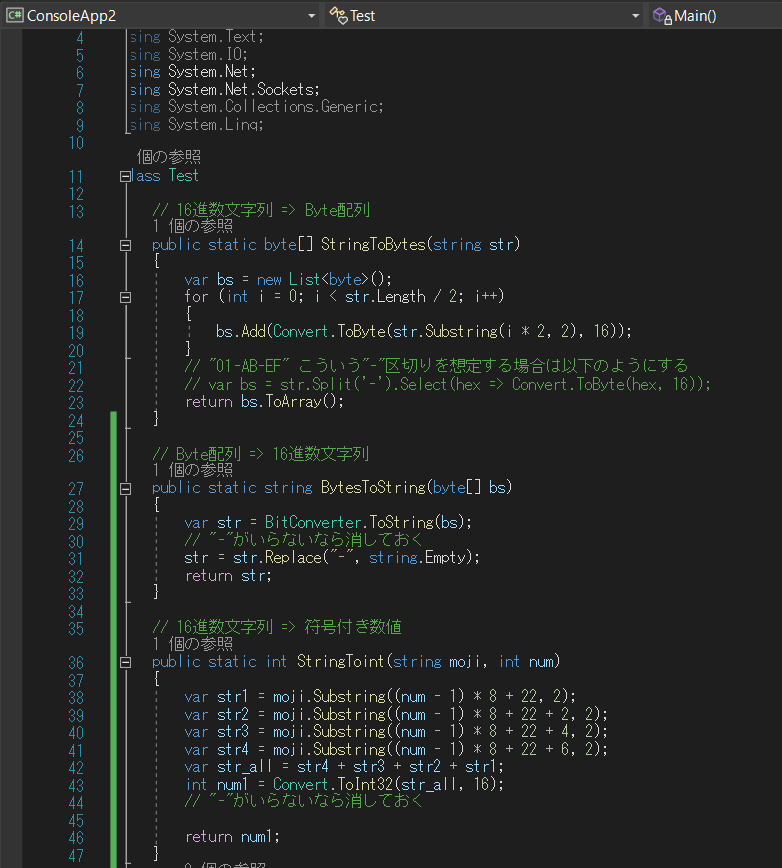 C# ConsoleApp2 Test Main()
4 sing System.Text;
5 sing System.IO;
6 sing System.Net;
7 sing System.Net.Sockets;
8 sing System.Collections.Generic;
9 sing System.Linq;
10
個の参照
11 lass Test
12
13 // 16進数文字列 => Byte配列
1 個の参照
14 public static byte[] StringToBytes(string str)
15 {
16 var bs = new List<byte>();
17 for (int i = 0; i < str.Length / 2; i++)
18 {
19 bs.Add(Convert.ToByte(str.Substring(i * 2, 2), 16));
20 }
21 // "01-AB-EF" こういう"-"区切りを想定する場合は以下のようにする
22 // var bs = str.Split('-').Select(hex => Convert.ToByte(hex, 16));
23 return bs.ToArray();
24 }
25
26 // Byte配列 => 16進数文字列
1 個の参照
27 public static string BytesToString(byte[] bs)
28 {
29 var str = BitConverter.ToString(bs);
30 // "-"がいらないなら消しておく
31 str = str.Replace("-", string.Empty);
32 return str;
33 }
34
35 // 16進数文字列 => 符号付き数値
1 個の参照
36 public static int StringToint(string moji, int num)
37 {
38 var str1 = moji.Substring((num - 1) * 8 + 22, 2);
39 var str2 = moji.Substring((num - 1) * 8 + 22 + 2, 2);
40 var str3 = moji.Substring((num - 1) * 8 + 22 + 4, 2);
41 var str4 = moji.Substring((num - 1) * 8 + 22 + 6, 2);
42 var str_all = str4 + str3 + str2 + str1;
43 int num1 = Convert.ToInt32(str_all, 16);
44 // "-"がいらないなら消しておく
45
46 return num1;
47 }
個の参照